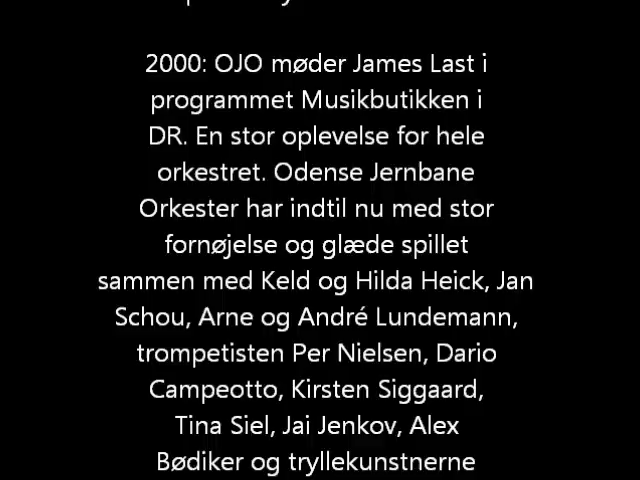 2000: OJO møder James Last i
programmet Musikbutikken i
DR. En stor oplevelse for hele
orkestret. Odense Jernbane
Orkester har indtil nu med stor
fornøjelse og glæde spillet
sammen med Keld og Hilda Heick, Jan
Schou, Arne og André Lundemann,
trompetisten Per Nielsen, Dario
Campeotto, Kirsten Siggaard,
Tina Siel, Jai Jenkov, Alex
Bødiker og tryllekunstnerne